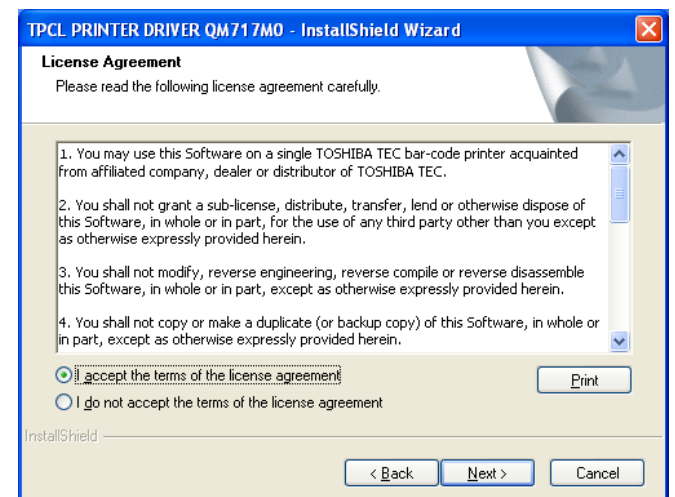 TPCL PRINTER DRIVER QM717M0 - InstallShield Wizard
License Agreement
Please read the following license agreement carefully.
1. You may use this Software on a single TOSHIBA TEC bar-code printer acquainted
from affiliated company, dealer or distributor of TOSHIBA TEC.
2. You shall not grant a sub-license, distribute, transfer, lend or otherwise dispose of
this Software, in whole or in part, for the use of any third party other than you except
as otherwise expressly provided herein.
3. You shall not modify, reverse engineering, reverse compile or reverse disassemble
this Software, in whole or in part, except as otherwise expressly provided herein.
4. You shall not copy or make a duplicate (or backup copy) of this Software, in whole or
in part, except as otherwise expressly provided herein.
I accept the terms of the license agreement
Print
I do not accept the terms of the license agreement
InstallShield
< Back Next > Cancel